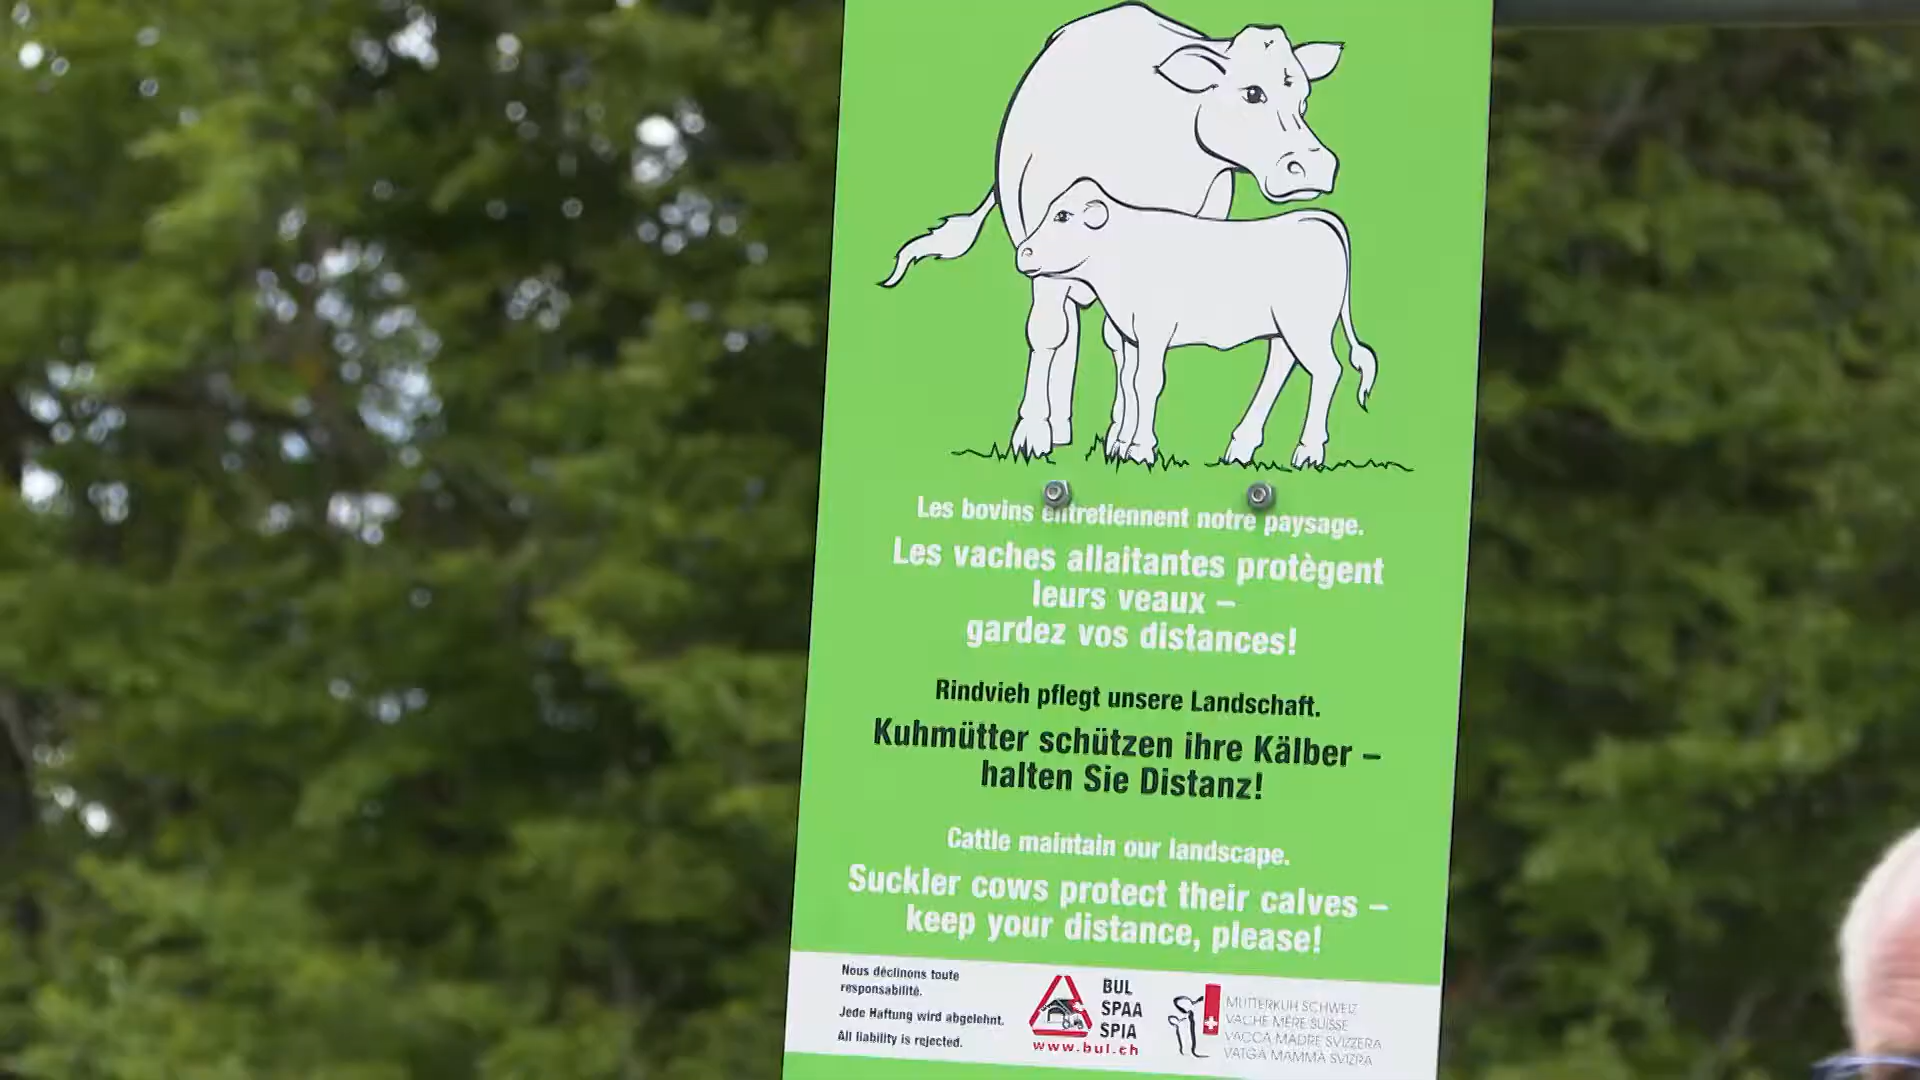 Les bovins entretiennent notre paysage.
Les vaches allaitantes protègent
leurs veaux –
gardez vos distances!
Rindvieh pflegt unsere Landschaft.
Kuhmütter schützen ihre Kälber –
halten Sie Distanz!
Cattle maintain our landscape.
Suckler cows protect their calves –
keep your distance, please!
Nous déclinons toute
responsabilité.
Jede Haftung wird abgelehnt.
All liability is rejected.
BUL
SPAA
SPIA
www.bul.ch
MUTTERKUH SCHWEIZ
VACHE MÈRE SUISSE
VACCA MADRE SVIZZERA
VATGA MAMMA SVIZRA